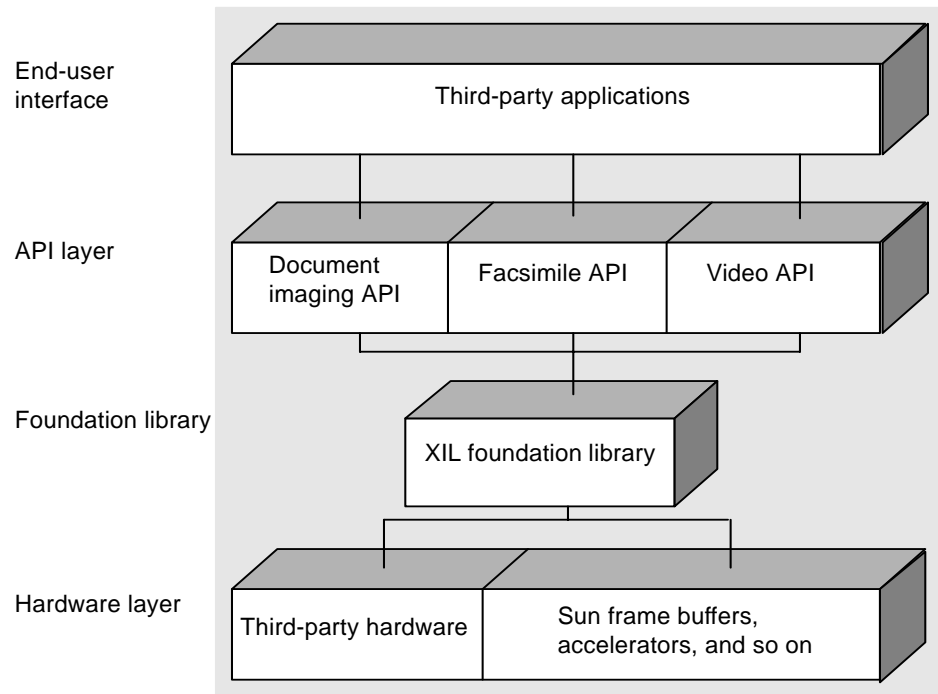 End-user
interface
Third-party applications
API layer
Document
imaging API
Facsimile API
Video API
Foundation library
XIL foundation library
Hardware layer
Third-party hardware
Sun frame buffers,
accelerators, and so on